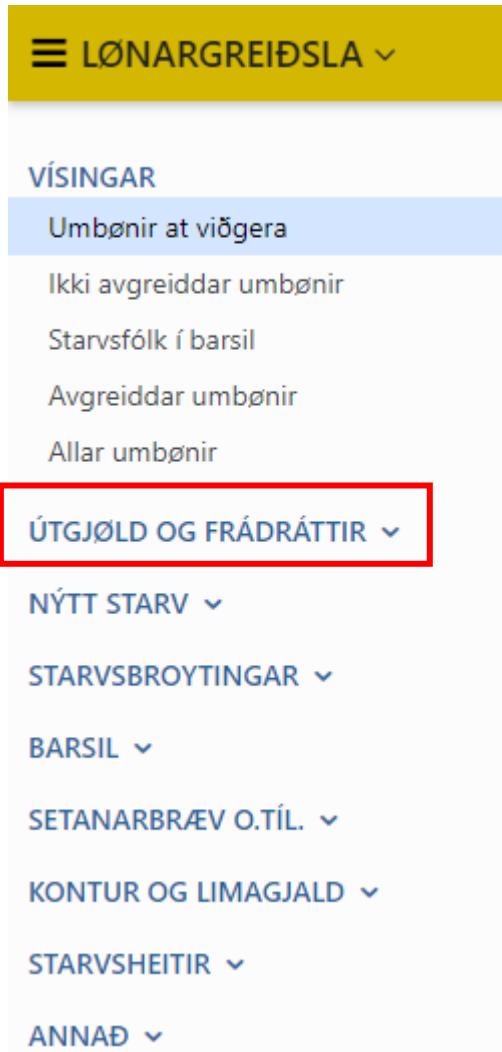 LØNARGREIÐSLA
VÍSINGAR
Umbønir at viðgera
Ikki avgreiddar umbønir
Starvsfólk í barsil
Avgreiddar umbønir
Allar umbønir
ÚTGJØLD OG FRÁDRÁTTIR
NÝTT STARV
STARVSBROYTINGAR
BARSIL
SETANARBRÆV O.TÍL.
KONTUR OG LIMAGJALD
STARVSHEITIR
ANNAÐ